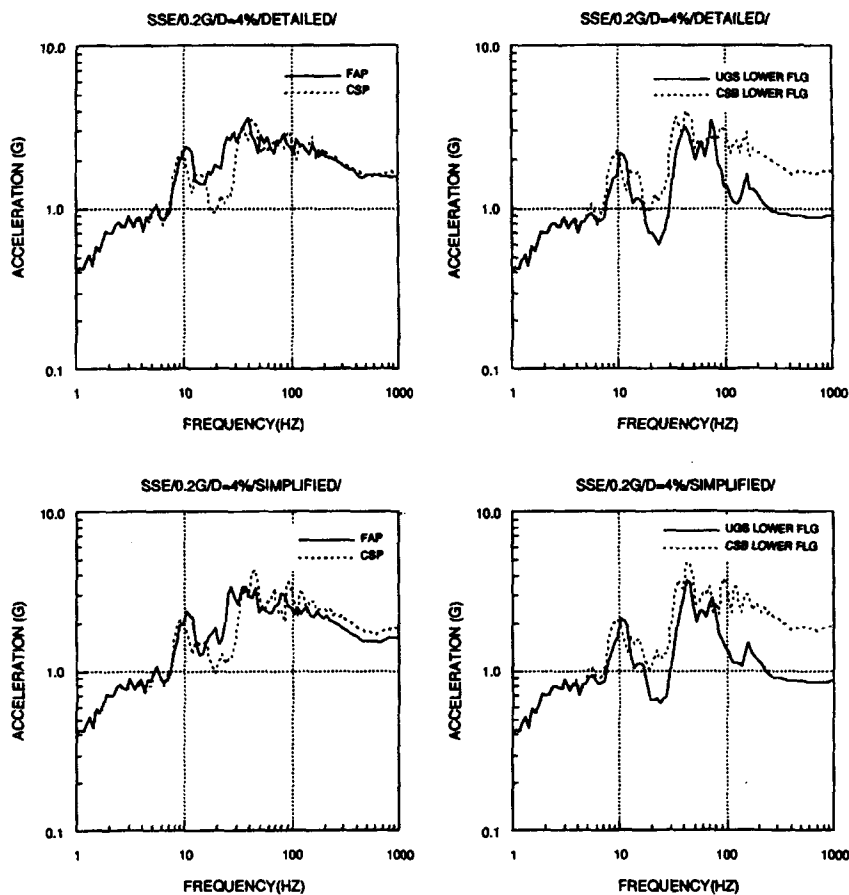 SSE/0.2G/D=4%/DETAILED/
10.0
1.0
0.1
ACCELERATION (G)
FAP
CSP
1
10
100
1000
FREQUENCY(HZ)
SSE/0.2G/D=4%/DETAILED/
10.0
1.0
0.1
ACCELERATION (G)
UGS LOWER FLG
CSB LOWER FLG
1
10
100
1000
FREQUENCY(HZ)
SSE/0.2G/D=4%/SIMPLIFIED/
10.0
1.0
0.1
ACCELERATION (G)
FAP
CSP
1
10
100
1000
FREQUENCY(HZ)
SSE/0.2G/D=4%/SIMPLIFIED/
10.0
1.0
0.1
ACCELERATION (G)
UGS LOWER FLG
CSB LOWER FLG
1
10
100
1000
FREQUENCY(HZ)